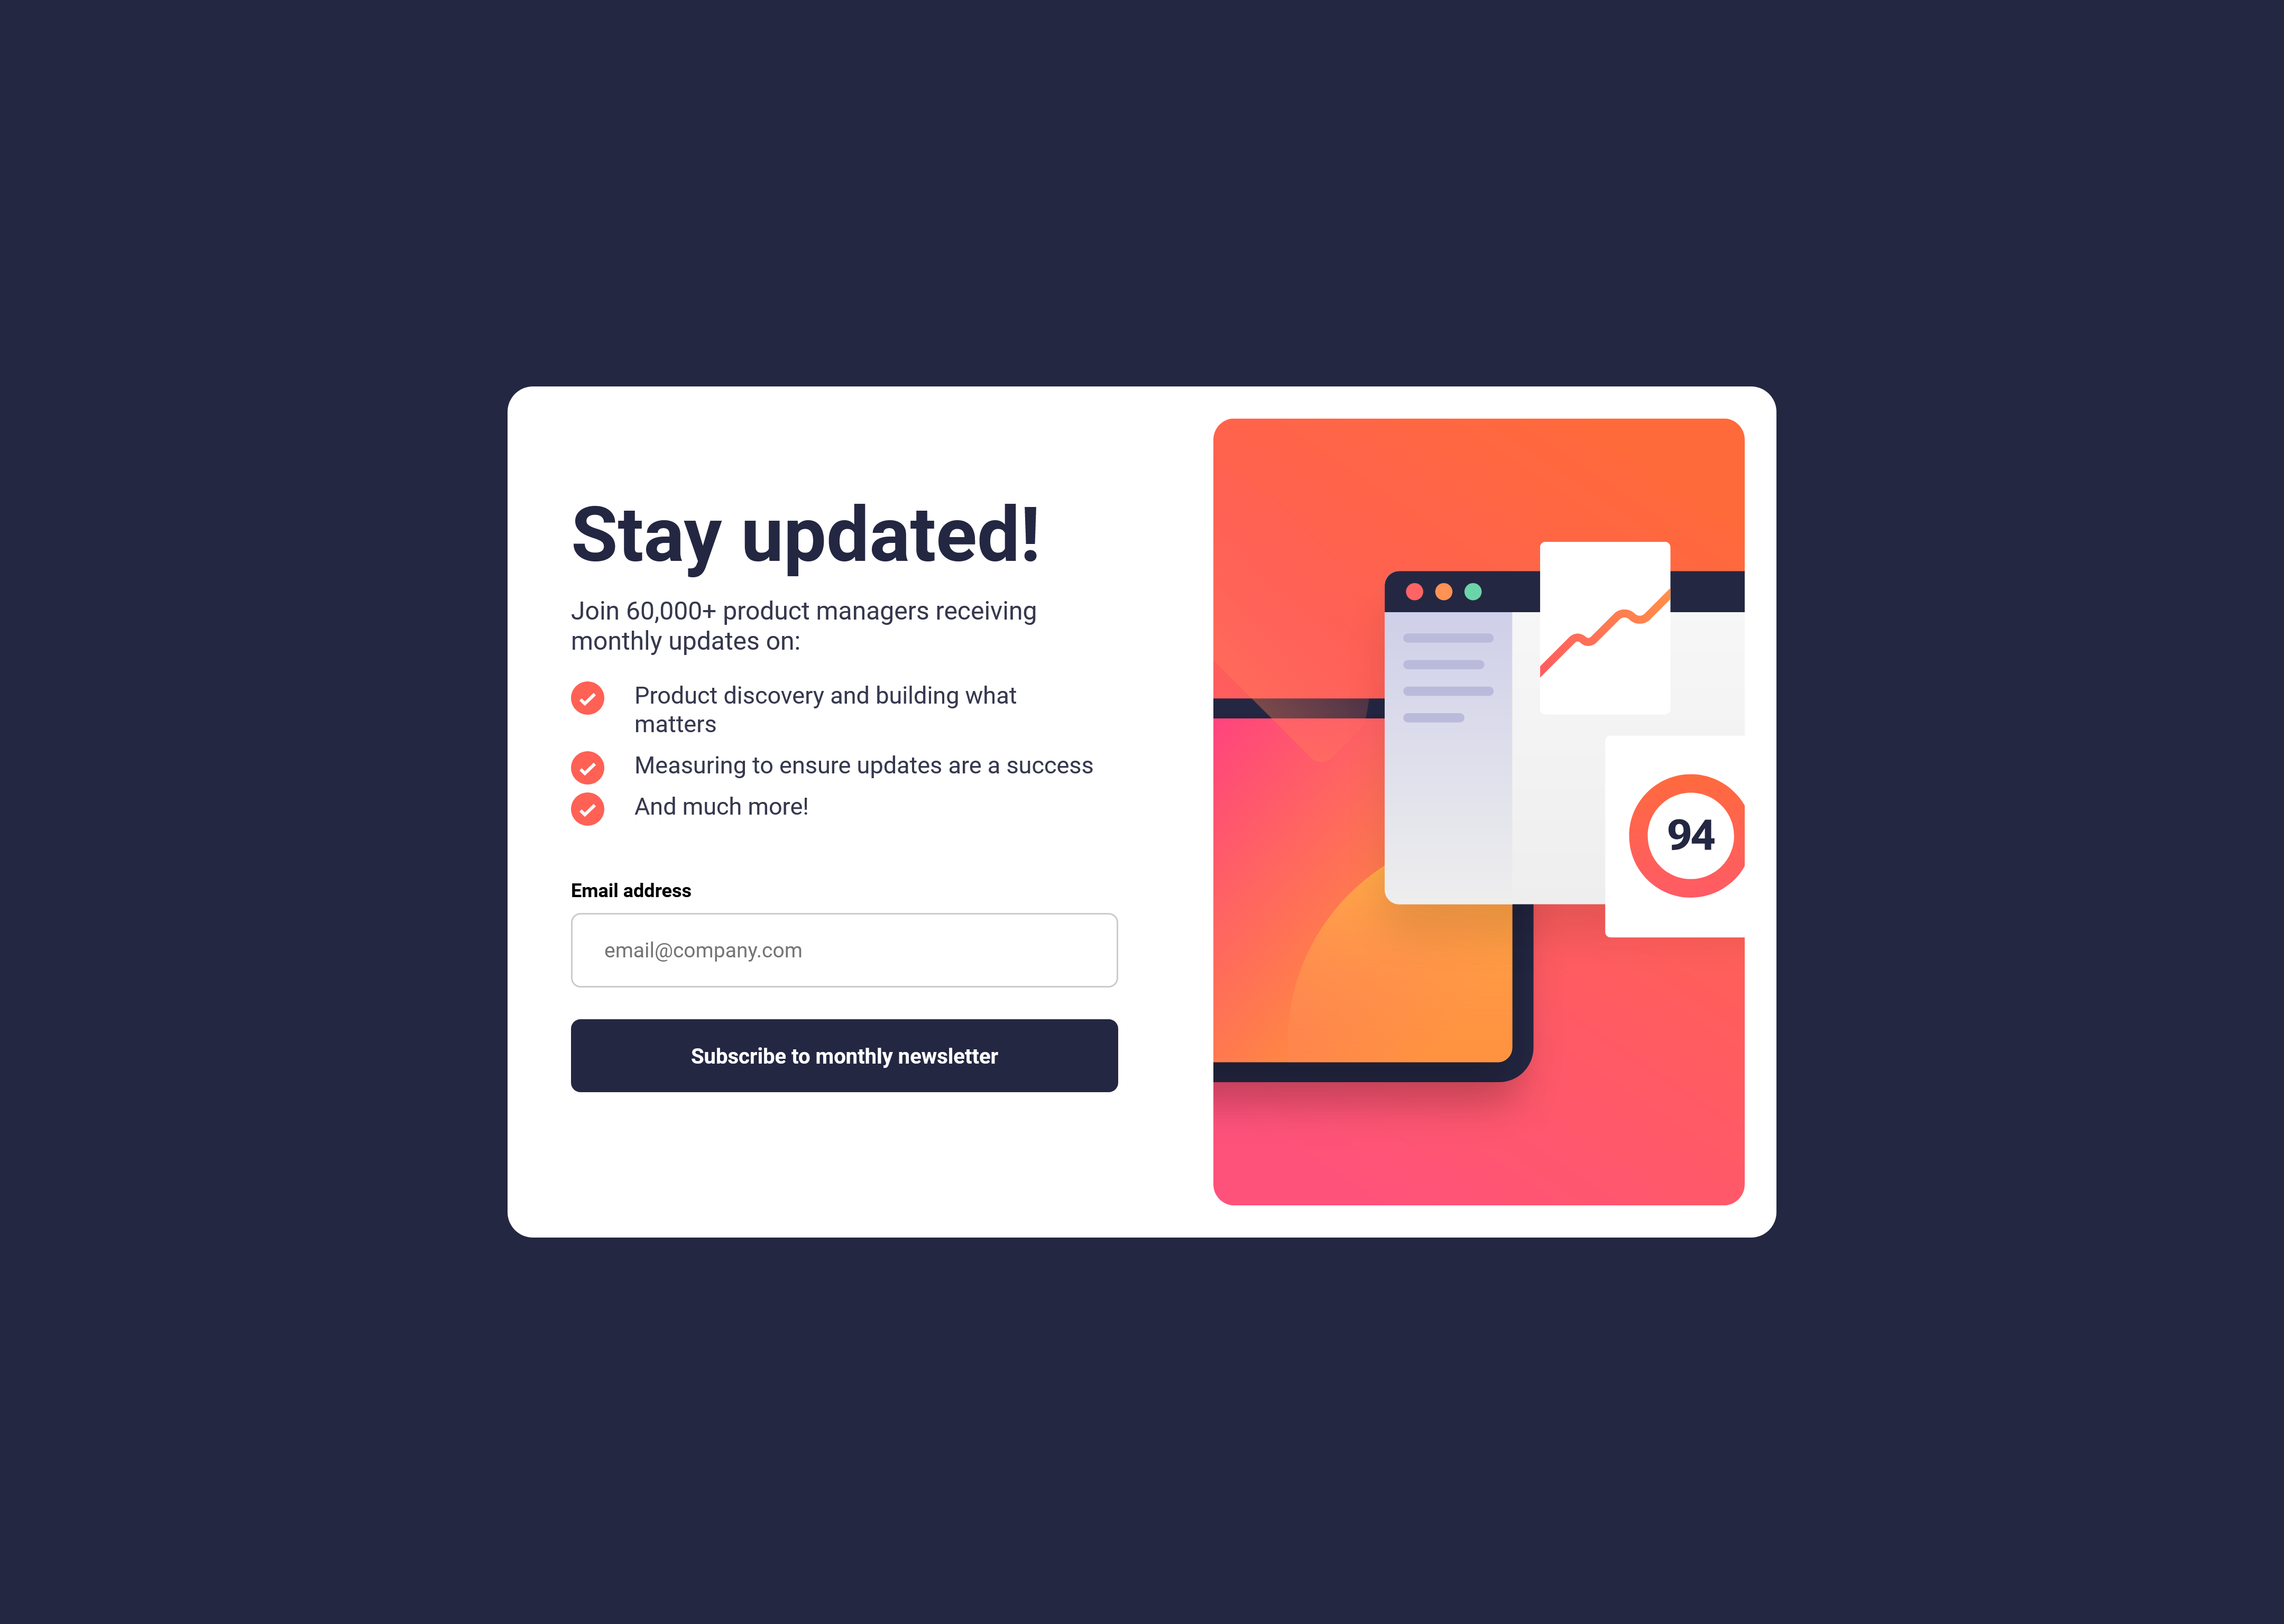 Stay updated!
Join 60,000+ product managers receiving
monthly updates on:
Product discovery and building what
matters
Measuring to ensure updates are a success
And much more!
Email address
email@company.com
Subscribe to monthly newsletter
94